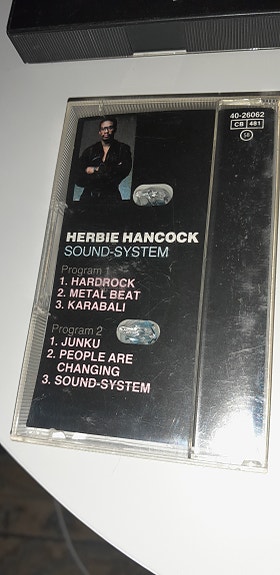 40-26062
CB 481
58
HERBIE HANCOCK
SOUND-SYSTEM
Program 1
1. HARDROCK
2. METAL BEAT
3. KARABALI
Program 2
1. JUNKU
2. PEOPLE ARE
CHANGING
3. SOUND-SYSTEM